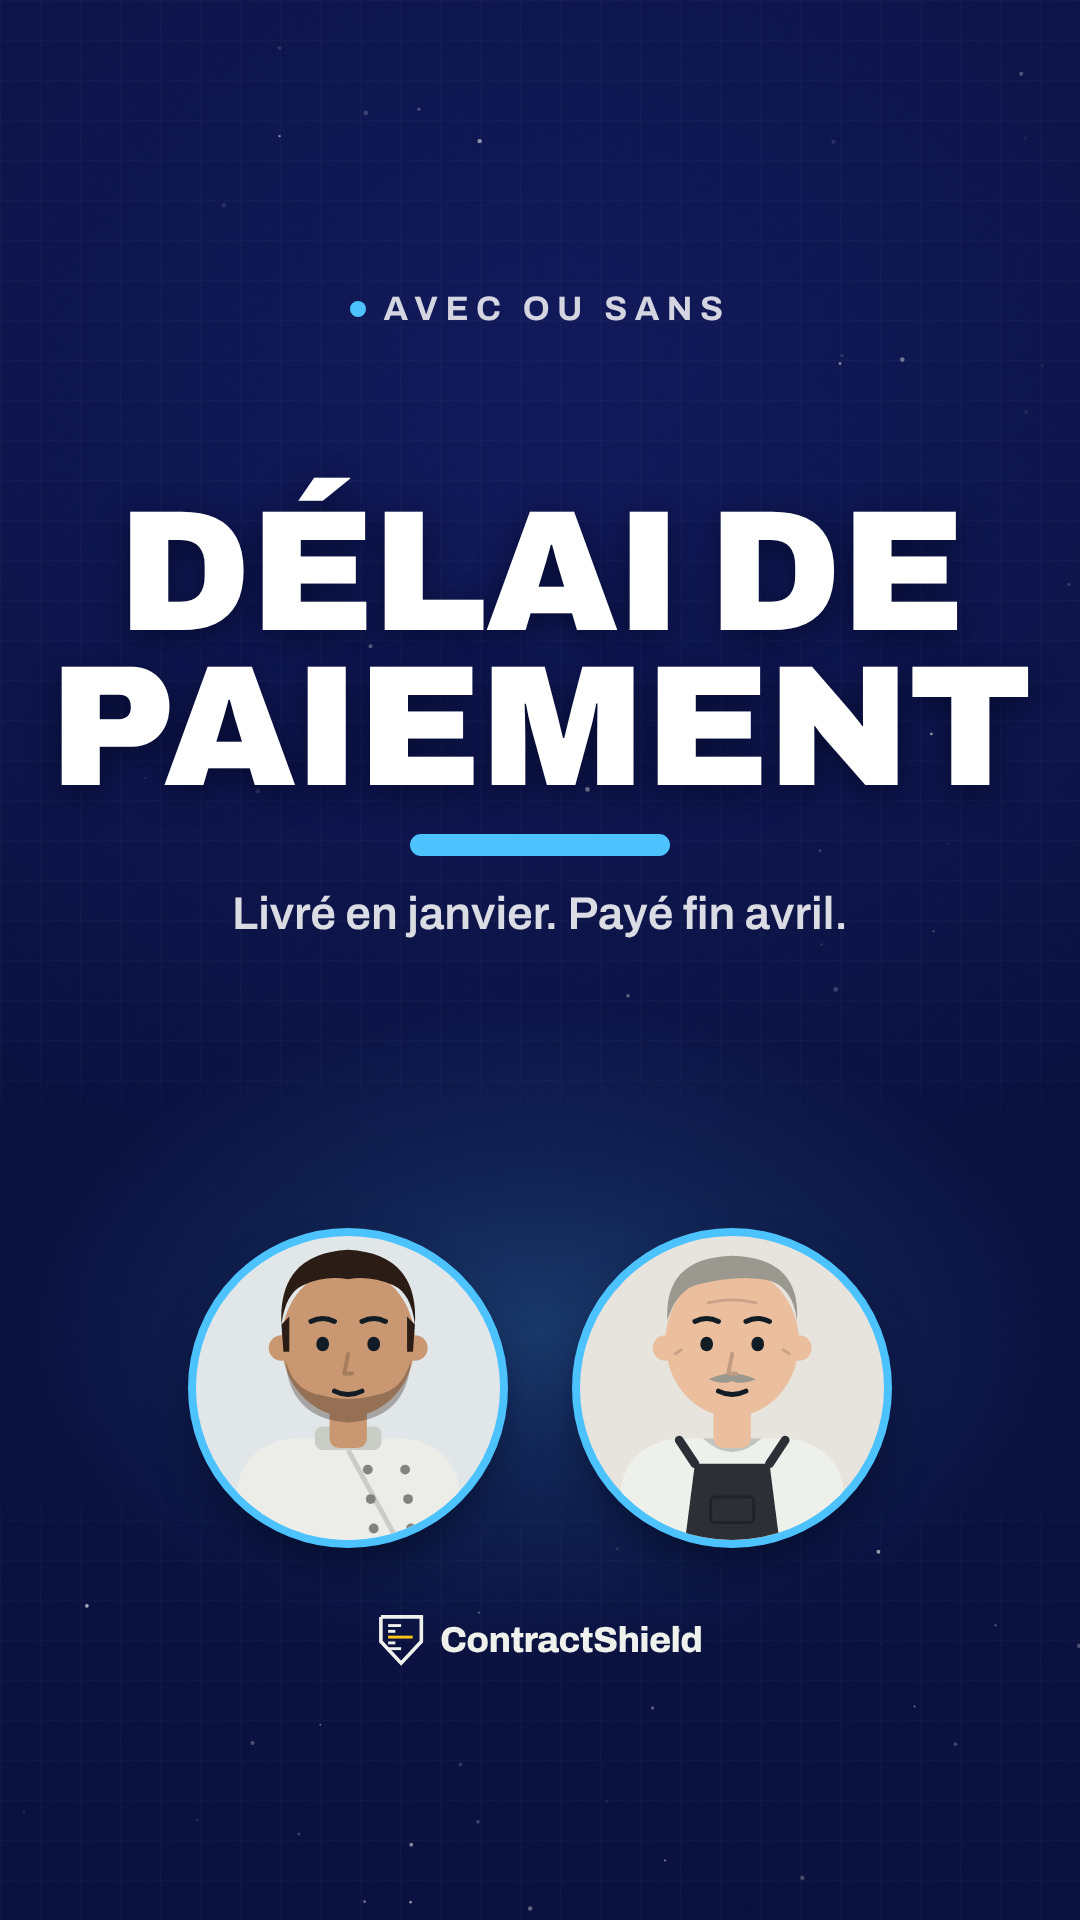 AVEC OU SANS
DÉLAI DE
PAIEMENT
Livré en janvier. Payé fin avril.
ContractShield